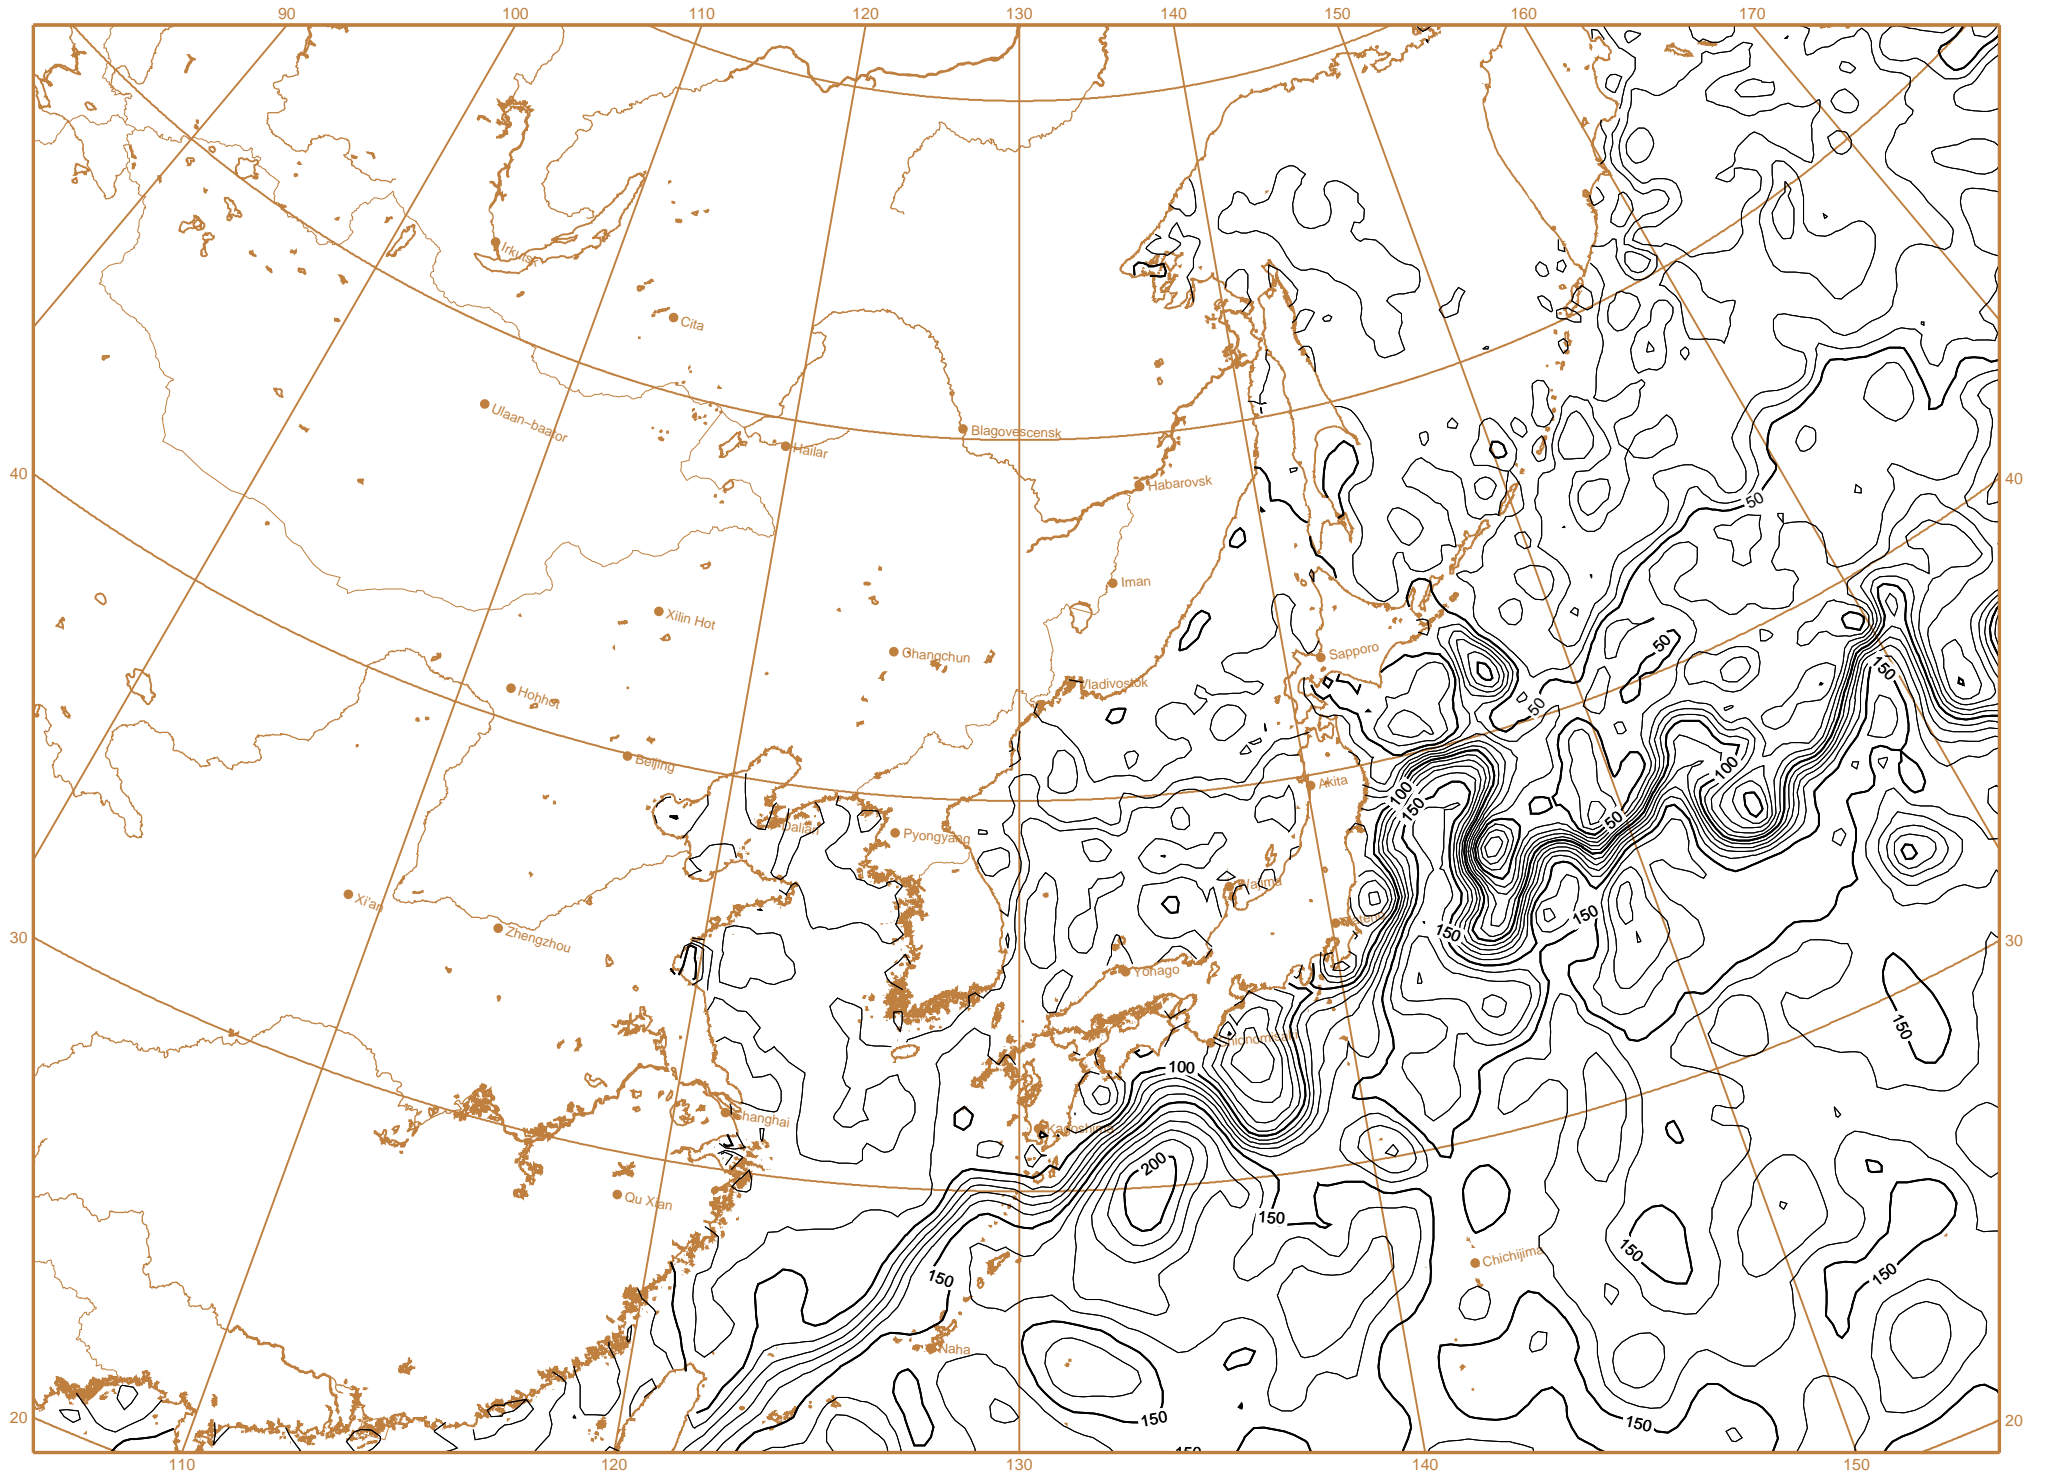 90 100 110 120 130 140 150 160 170
Irkutsk
Cita
Ulaan-baator
Hailar
Blagovescensk
40
Habarovsk
40
50
Iman
Xilin Hot
Changchun
Sapporo
50
Vladivostok
150
Hohhot
50
Beijing
100
Akita
100
150
Dalian
50
Pyongyang
Wajima
Xi'an
150
Zhengzhou
150
30
30
Yonago
150
Shionomisaki
100
Shanghai
Kagoshima
200
Qu Xian
150
150
Chichijima
150
150
Naha
20
150
150
20
150
110 120 130 140 150